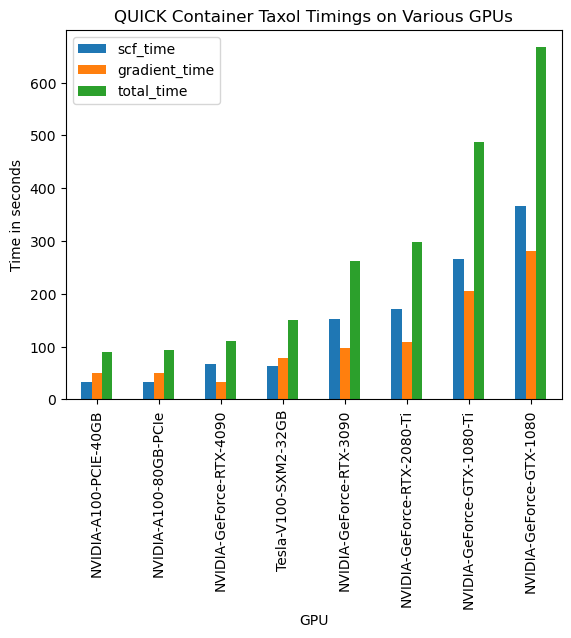 QUICK Container Taxol Timings on Various GPUs
scf_time
gradient_time
total_time
Time in seconds
600
500
400
300
200
100
0
NVIDIA-A100-PCIE-40GB
NVIDIA-A100-80GB-PCIe
NVIDIA-GeForce-RTX-4090
Tesla-V100-SXM2-32GB
NVIDIA-GeForce-RTX-3090
NVIDIA-GeForce-RTX-2080-Ti
NVIDIA-GeForce-GTX-1080-Ti
NVIDIA-GeForce-GTX-1080
GPU